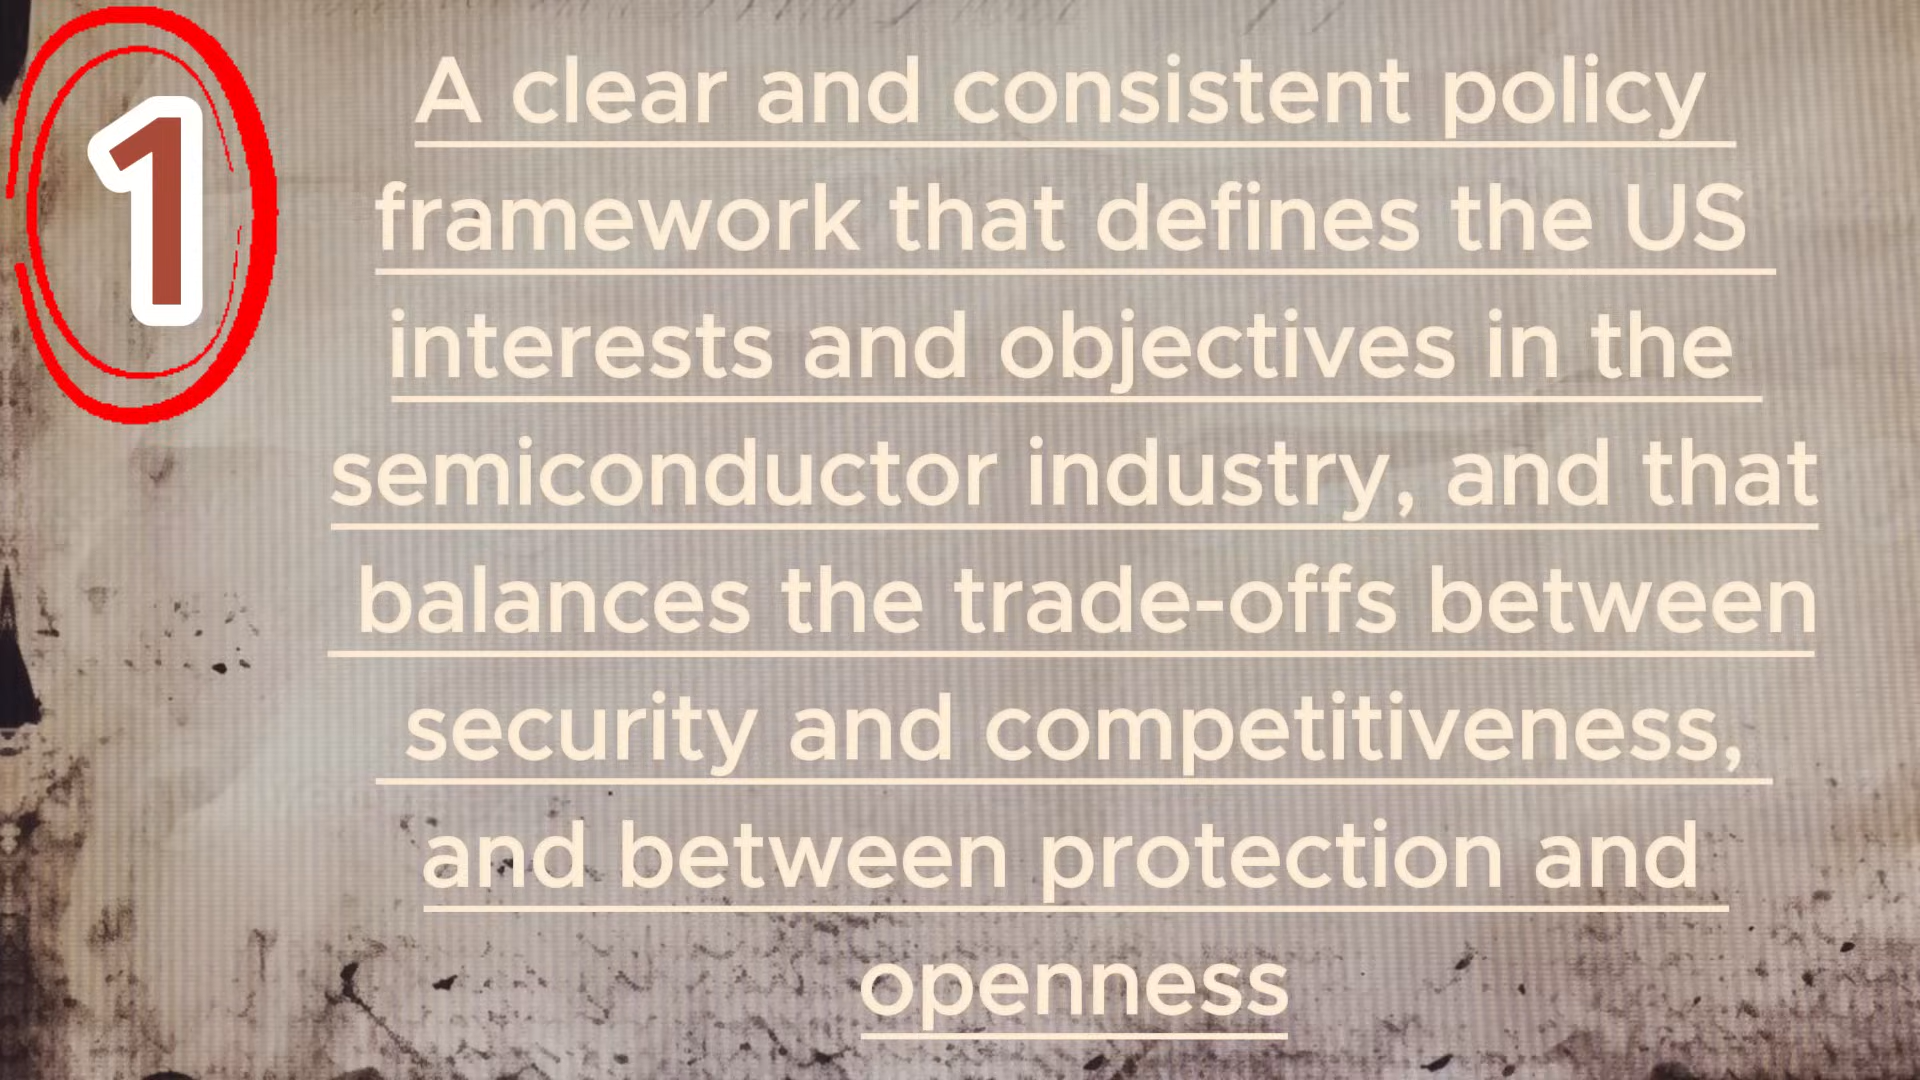 1
A clear and consistent policy
framework that defines the US
interests and objectives in the
semiconductor industry, and that
balances the trade-offs between
security and competitiveness,
and between protection and
openness